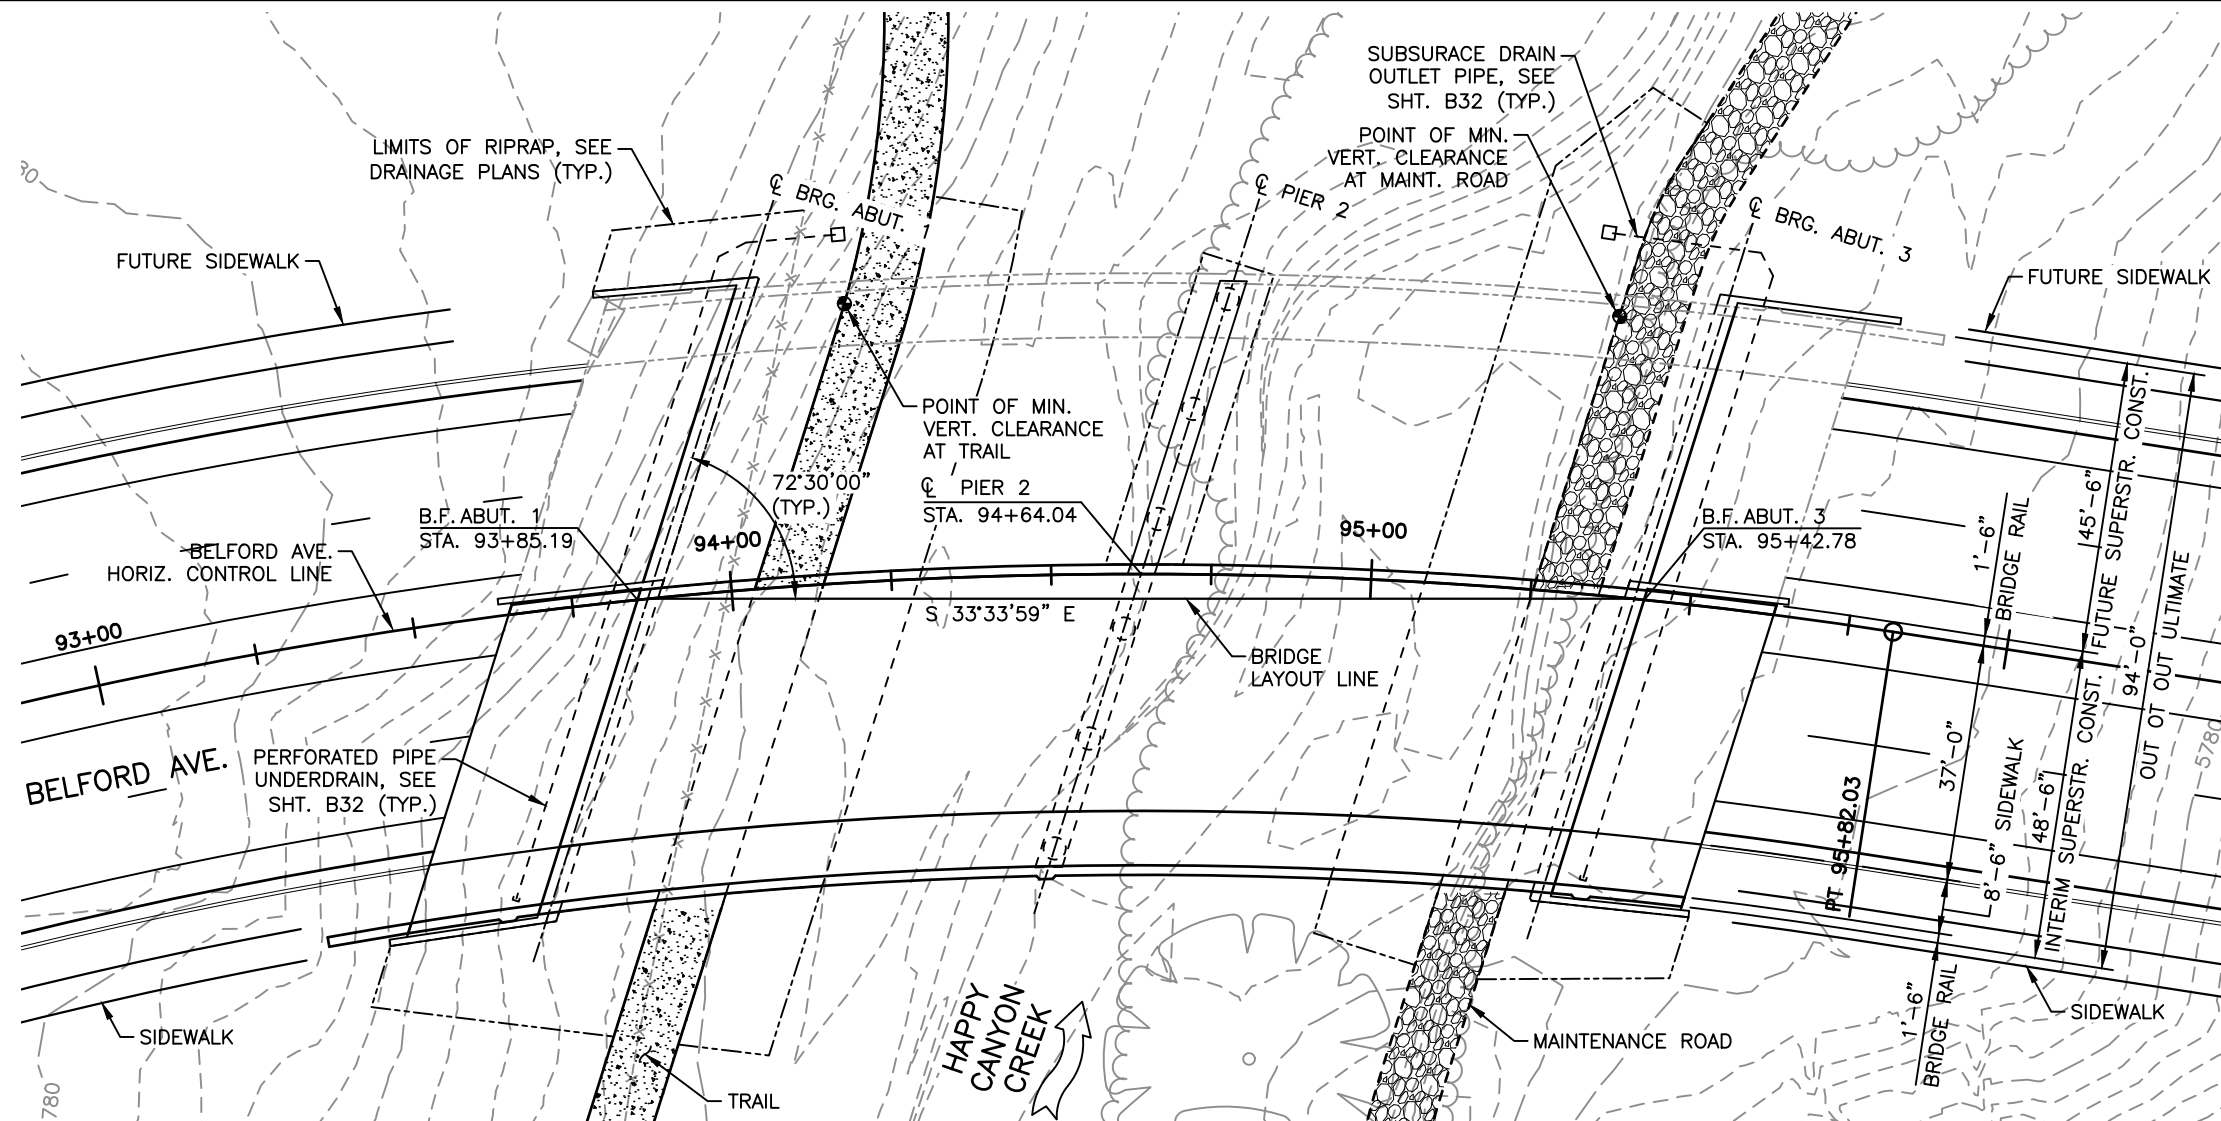 SUBSURACE DRAIN
OUTLET PIPE, SEE
SHT. B32 (TYP.)
POINT OF MIN.
VERT. CLEARANCE
AT MAINT. ROAD
LIMITS OF RIPRAP, SEE
DRAINAGE PLANS (TYP.)
℄ BRG. ABUT.
℄ PIER 2
℄ BRG. ABUT. 3
FUTURE SIDEWALK
FUTURE SIDEWALK
POINT OF MIN.
VERT. CLEARANCE
AT TRAIL
72°30'00"
(TYP.)
℄ PIER 2
STA. 94+64.04
B.F. ABUT. 1
STA. 93+85.19
94+00
95+00
B.F. ABUT. 3
STA. 95+42.78
BELFORD AVE.
HORIZ. CONTROL LINE
93+00
S 33°33'59" E
BRIDGE
LAYOUT LINE
BELFORD AVE.
PERFORATED PIPE
UNDERDRAIN, SEE
SHT. B32 (TYP.)
PT 95+82.03
1'-6"
BRIDGE RAIL
37'-0"
8'-6" SIDEWALK
1'-6"
BRIDGE RAIL
45'-6"
FUTURE SUPERSTR. CONST.
FUTURE SUPERSTR. CONST.
48'-6"
INTERIM SUPERSTR. CONST.
94'-0"
OUT OT OUT ULTIMATE
5780
780
80
SIDEWALK
SIDEWALK
HAPPY
CANYON
CREEK
MAINTENANCE ROAD
TRAIL